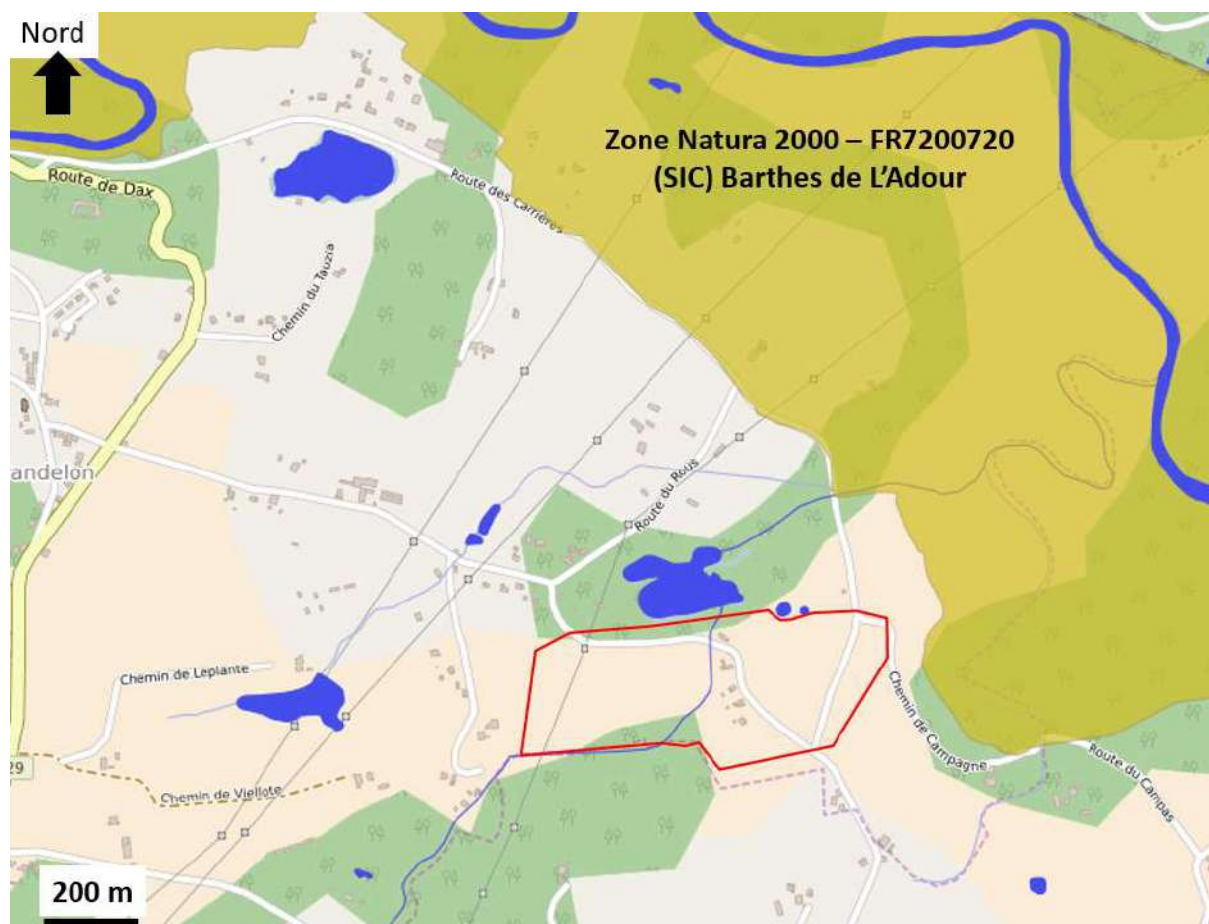 Nord
Zone Natura 2000 – FR7200720
(SIC) Barthes de L'Adour
Route de Dax
Route des Carrières
Chemin du Tauzia
andelon
Route du Rous
Chemin de Leplante
Chemin de Campagne
29
Chemin de Viellote
Route du Campas
200 m